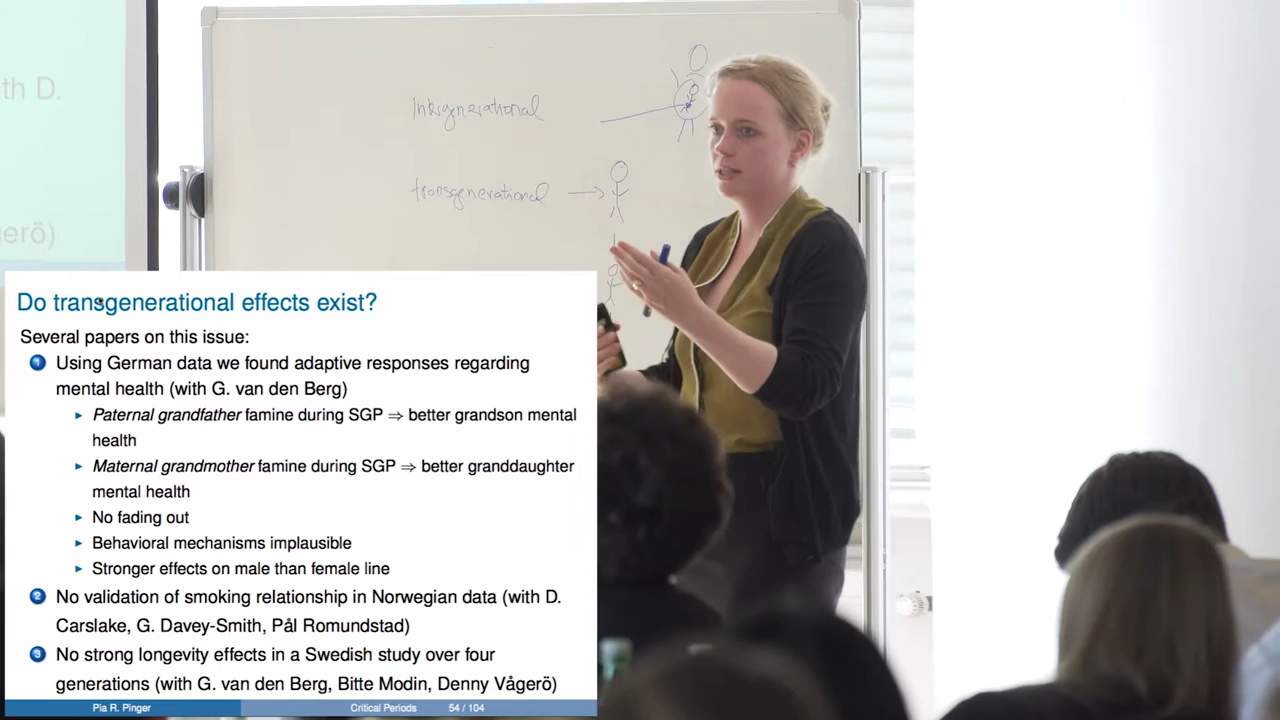 th D.
erö)
Intergenerational
transgenerational
Do transgenerational effects exist?
Several papers on this issue:
1 Using German data we found adaptive responses regarding
mental health (with G. van den Berg)
► Paternal grandfather famine during SGP ⇒ better grandson mental
health
► Maternal grandmother famine during SGP ⇒ better granddaughter
mental health
► No fading out
► Behavioral mechanisms implausible
► Stronger effects on male than female line
2 No validation of smoking relationship in Norwegian data (with D.
Carslake, G. Davey-Smith, Pål Romundstad)
3 No strong longevity effects in a Swedish study over four
generations (with G. van den Berg, Bitte Modin, Denny Vågerö)
Pia R. Pinger Critical Periods 54 / 104